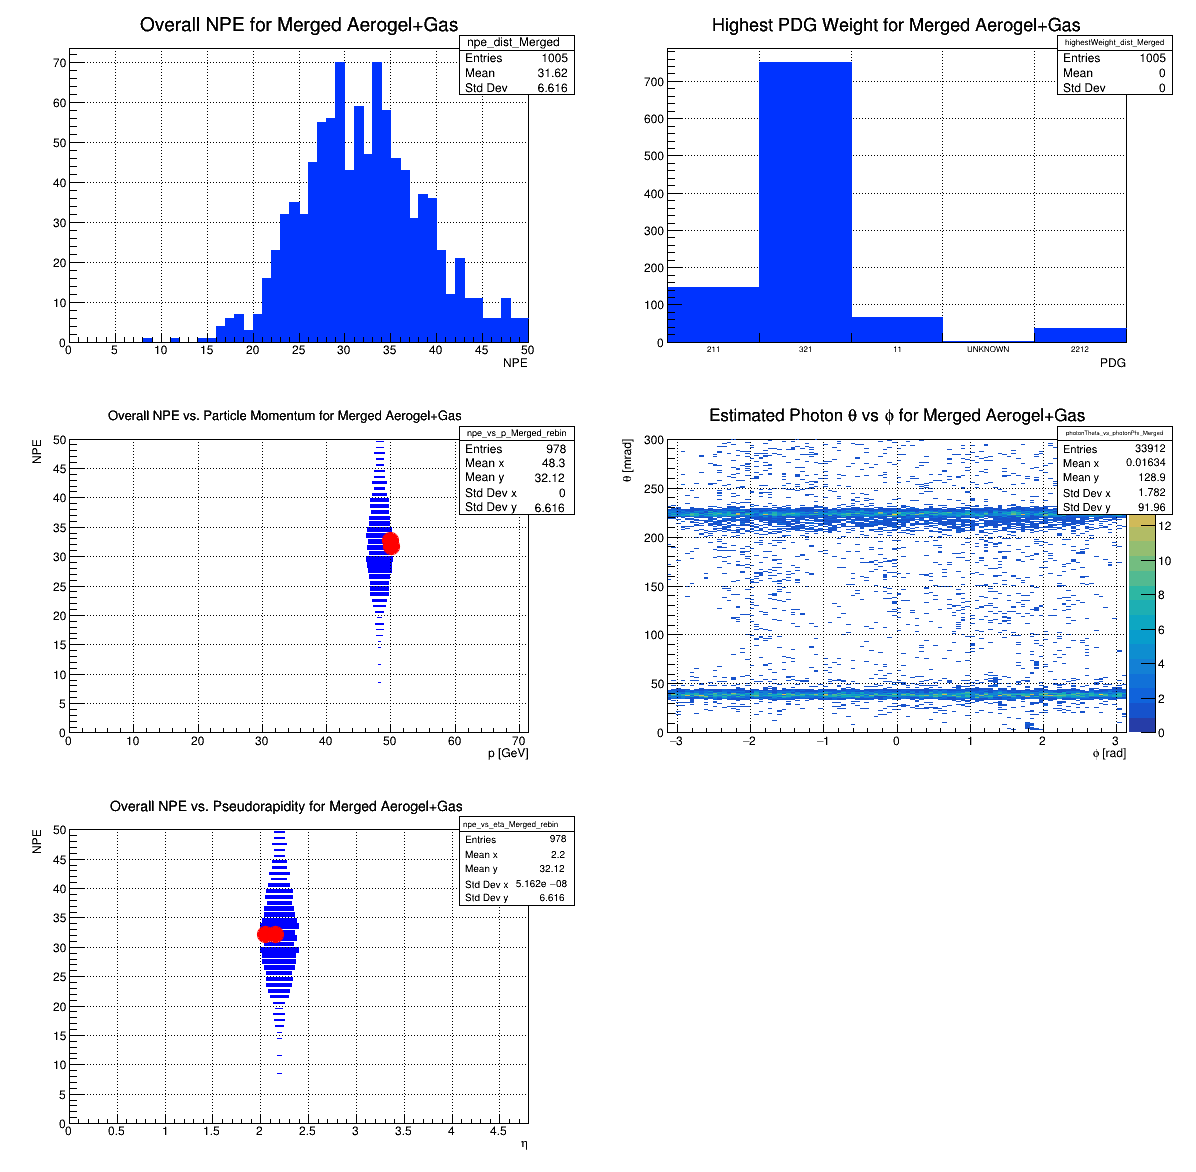 Overall NPE for Merged Aerogel+Gas
npe_dist_Merged
Entries 1005
Mean 31.62
Std Dev 6.616
70
60
50
40
30
20
10
0
0 5 10 15 20 25 30 35 40 45 50
NPE
Highest PDG Weight for Merged Aerogel+Gas
highestWeight_dist_Merged
Entries 1005
Mean 0
Std Dev 0
700
600
500
400
300
200
100
0
211 321 11 UNKNOWN 2212
PDG
Overall NPE vs. Particle Momentum for Merged Aerogel+Gas
npe_vs_p_Merged_rebin
Entries 978
Mean x 48.3
Mean y 32.12
Std Dev x 0
Std Dev y 6.616
NPE
50
45
40
35
30
25
20
15
10
5
0
0 10 20 30 40 50 60 70
p [GeV]
Estimated Photon θ vs ϕ for Merged Aerogel+Gas
photonTheta_vs_photonPhi_Merged
Entries 33912
Mean x 0.01634
Mean y 128.9
Std Dev x 1.782
Std Dev y 91.96
θ [mrad]
300
250
200
150
100
50
0
−3 −2 −1 0 1 2 3
ϕ [rad]
12
10
8
6
4
2
0
Overall NPE vs. Pseudorapidity for Merged Aerogel+Gas
npe_vs_eta_Merged_rebin
Entries 978
Mean x 2.2
Mean y 32.12
Std Dev x 5.162e −08
Std Dev y 6.616
NPE
50
45
40
35
30
25
20
15
10
5
0
0 0.5 1 1.5 2 2.5 3 3.5 4 4.5
η